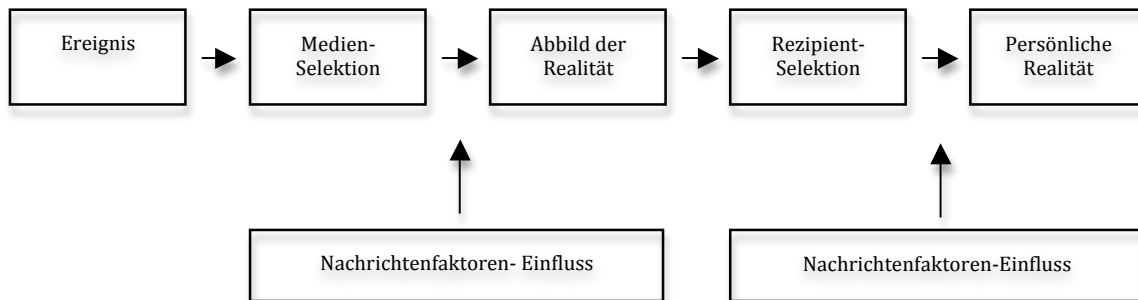 Ereignis
Medien-
Selektion
Abbild der
Realität
Rezipient-
Selektion
Persönliche
Realität
Nachrichtenfaktoren- Einfluss
Nachrichtenfaktoren-Einfluss